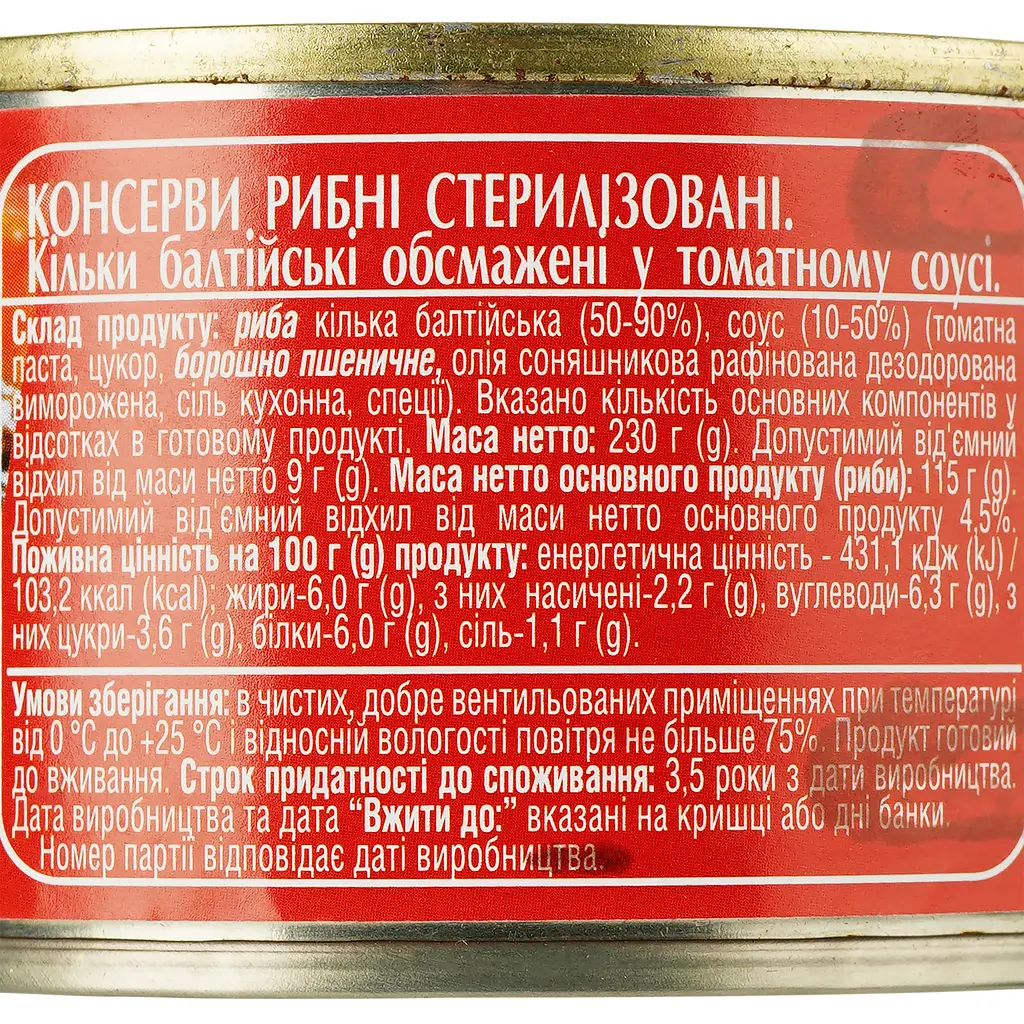 КОНСЕРВИ РИБНІ СТЕРИЛІЗОВАНІ.
Кільки балтійські обсмажені у томатному соусі.
Склад продукту: риба кілька балтійська (50-90%), соус (10-50%) (томатна
паста, цукор, борошно пшеничне, олія соняшникова рафінована дезодорована
виморожена, сіль кухонна, спеції). Вказано кількість основних компонентів у
відсотках в готовому продукті. Маса нетто: 230 г (g). Допустимий від'ємний
відхил від маси нетто 9 г (g). Маса нетто основного продукту (риби): 115 г (g).
Допустимий від'ємний відхил від маси нетто основного продукту 4,5%.
Поживна цінність на 100 г (g) продукту: енергетична цінність - 431,1 кДж (kJ) /
103,2 ккал (kcal), жири-6,0 г (g), з них насичені-2,2 г (g), вуглеводи-6,3 г (g), з
них цукри-3,6 г (g), білки-6,0 г (g), сіль-1,1 г (g).
Умови зберігання: в чистих, добре вентильованих приміщеннях при температурі
від 0 °С до +25 °С і відносній вологості повітря не більше 75%. Продукт готовий
до вживання. Строк придатності до споживання: 3,5 роки з дати виробництва.
Дата виробництва та дата "Вжити до:" вказані на кришці або дні банки.
Номер партії відповідає даті виробництва.